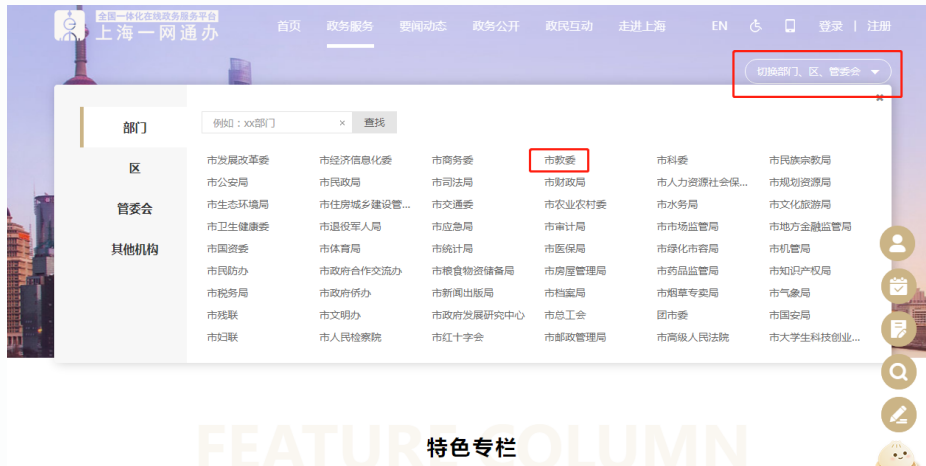 全国一体化在线政务服务平台
上海一网通办
首页 政务服务 要闻动态 政务公开 政民互动 走进上海 EN 登录 | 注册
切换部门、区、管委会
部门
区
管委会
其他机构
例如：xx部门 × 查找
市发展改革委 市经济信息化委 市商务委 市教委 市科委 市民族宗教局
市公安局 市民政局 市司法局 市财政局 市人力资源社会保... 市规划资源局
市生态环境局 市住房城乡建设管... 市交通委 市农业农村委 市水务局 市文化旅游局
市卫生健康委 市退役军人局 市应急局 市审计局 市市场监管局 市地方金融监管局
市国资委 市体育局 市统计局 市医保局 市绿化市容局 市机管局
市民防办 市政府合作交流办 市粮食物资储备局 市房屋管理局 市药品监管局 市知识产权局
市税务局 市政府侨办 市新闻出版局 市档案局 市烟草专卖局 市气象局
市残联 市文明办 市政府发展研究中心 市总工会 团市委 市国安局
市妇联 市人民检察院 市红十字会 市邮政管理局 市高级人民法院 市大学生科技创业...
FEATURE COLUMN
特色专栏